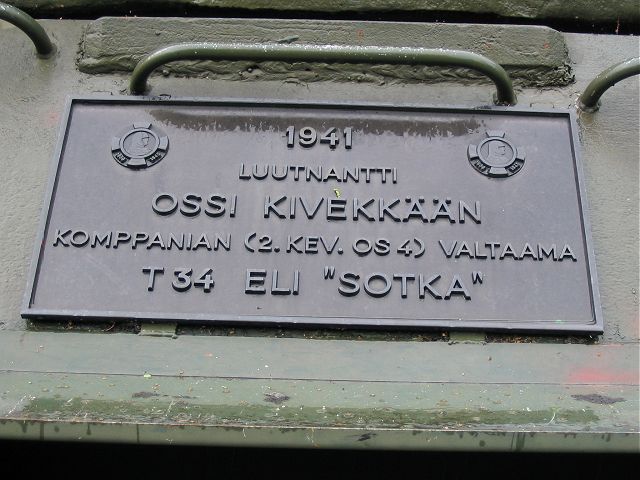 1941
LUUTNANTTI
OSSI KIVEKKÄÄN
KOMPPANIAN (2. KEV. OS 4) VALTAAMA
T 34 ELI "SOTKA"